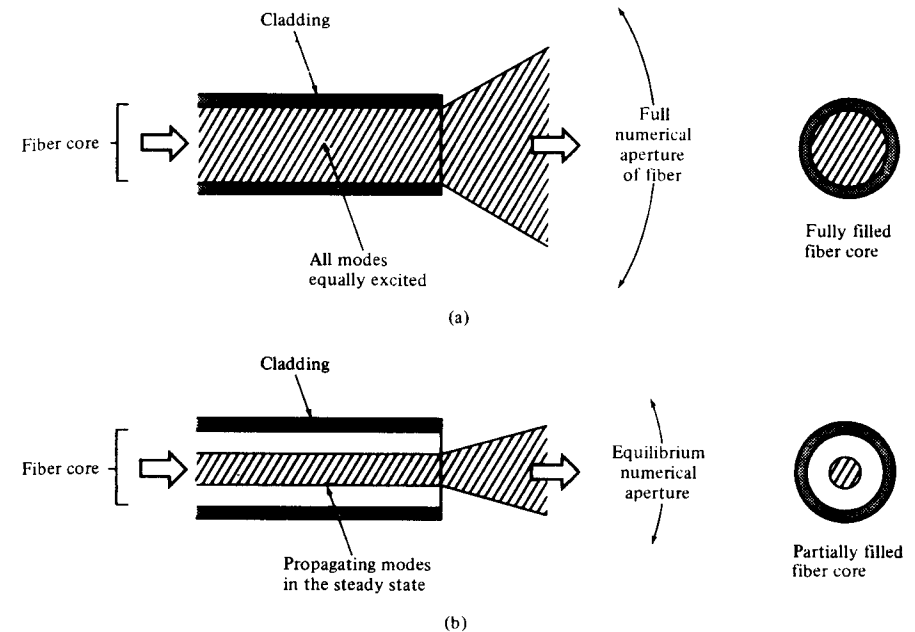 Cladding
Fiber core
Full
numerical
aperture
of fiber
Fully filled
fiber core
All modes
equally excited
(a)
Cladding
Fiber core
Equilibrium
numerical
aperture
Partially filled
fiber core
Propagating modes
in the steady state
(b)